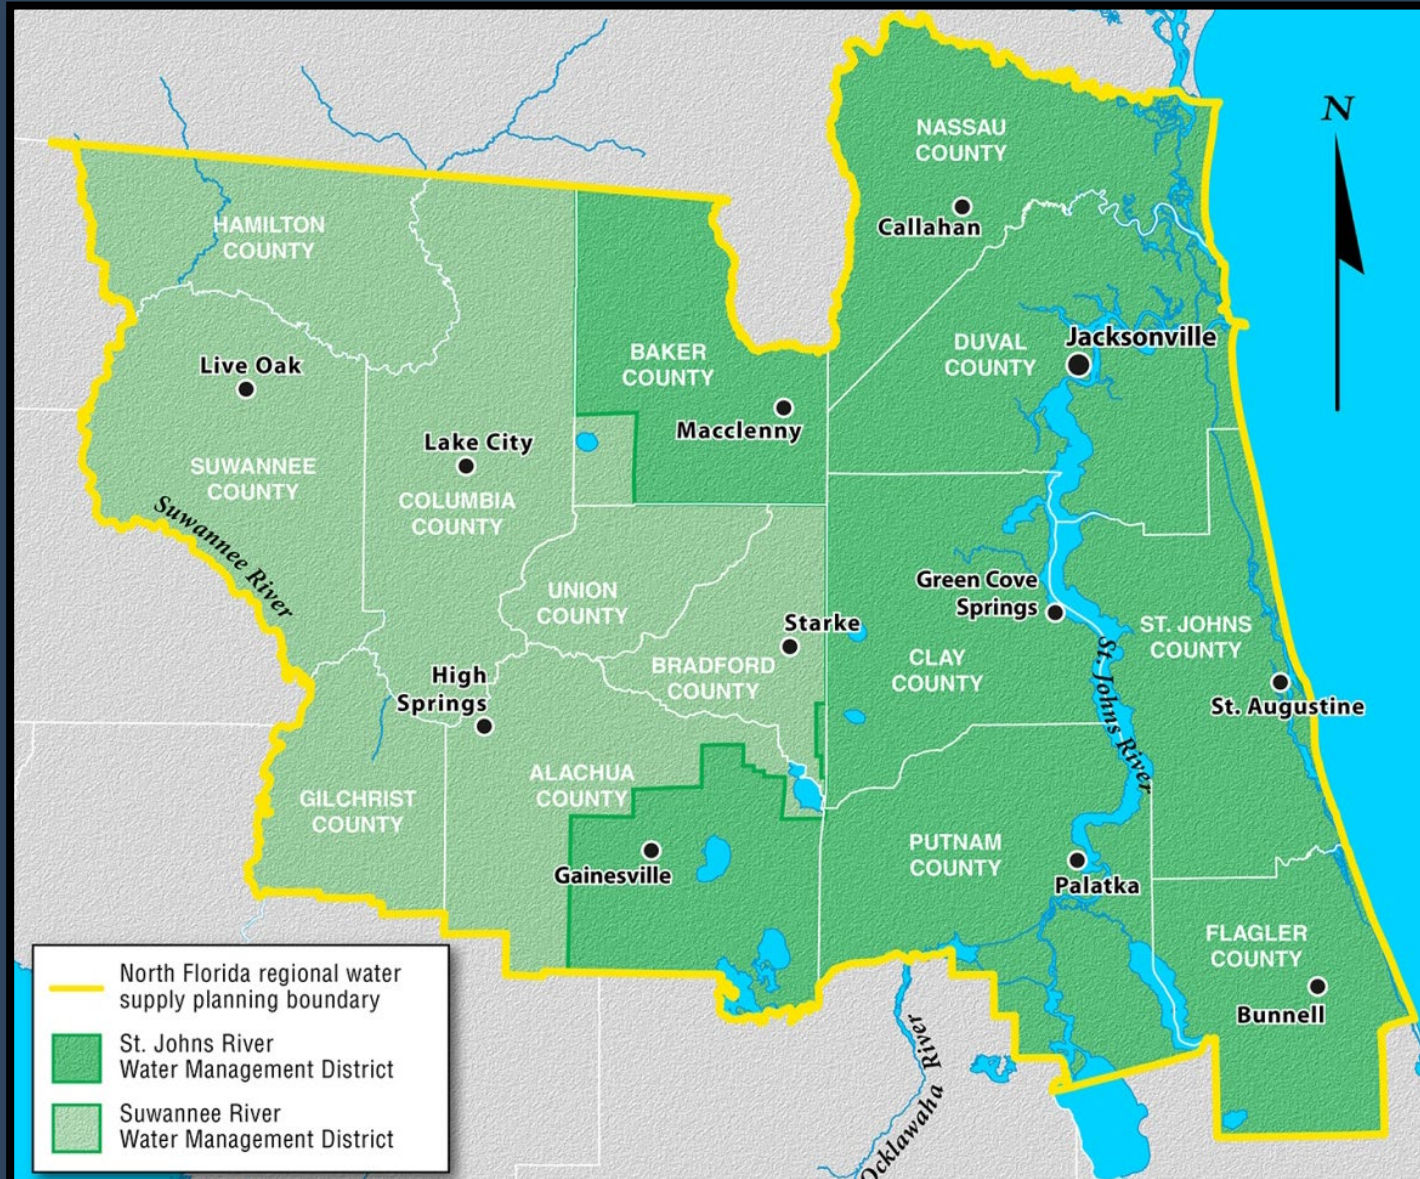 N
NASSAU
COUNTY
Callahan
HAMILTON
COUNTY
DUVAL
COUNTY
Jacksonville
BAKER
COUNTY
Macclenny
Live Oak
SUWANNEE
COUNTY
Suwannee River
Lake City
COLUMBIA
COUNTY
UNION
COUNTY
Starke
BRADFORD
COUNTY
Green Cove
Springs
CLAY
COUNTY
ST. JOHNS
COUNTY
St. Johns River
St. Augustine
High
Springs
ALACHUA
COUNTY
GILCHRIST
COUNTY
Gainesville
PUTNAM
COUNTY
Palatka
FLAGLER
COUNTY
Bunnell
Ocklawaha River
North Florida regional water
supply planning boundary
St. Johns River
Water Management District
Suwannee River
Water Management District